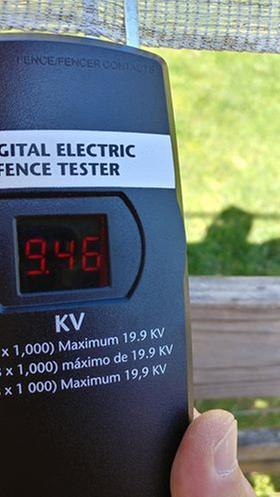 FENCE/FENCER CONTACTS
GITAL ELECTRIC
FENCE TESTER
9.46
KV
x 1,000) Maximum 19.9 KV
s x 1,000) máximo de 19.9 KV
s x 1 000) Maximum 19,9 KV